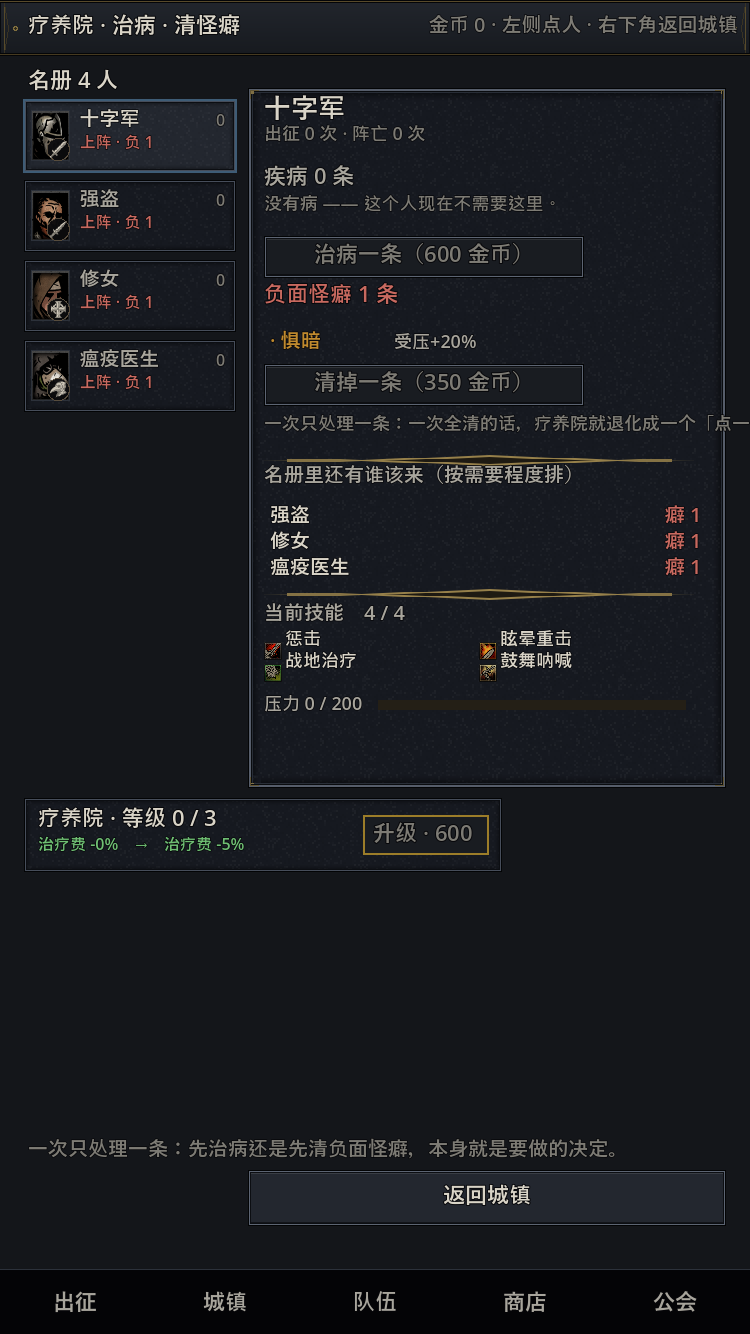 疗养院 · 治病 · 清怪癖
金币 0 · 左侧点人 · 右下角返回城镇
名册 4 人
十字军 0
上阵 · 负 1
强盗 0
上阵 · 负 1
修女 0
上阵 · 负 1
瘟疫医生 0
上阵 · 负 1
十字军
出征 0 次 · 阵亡 0 次
疾病 0 条
没有病 —— 这个人现在不需要这里。
治病一条（600 金币）
负面怪癖 1 条
· 惧暗 受压+20%
清掉一条（350 金币）
一次只处理一条：一次全清的话，疗养院就退化成一个「点一
名册里还有谁该来（按需要程度排）
强盗 癖 1
修女 癖 1
瘟疫医生 癖 1
当前技能 4 / 4
惩击 眩晕重击
战地治疗 鼓舞呐喊
压力 0 / 200
疗养院 · 等级 0 / 3
治疗费 -0% → 治疗费 -5%
升级 · 600
一次只处理一条：先治病还是先清负面怪癖，本身就是要做的决定。
返回城镇
出征 城镇 队伍 商店 公会